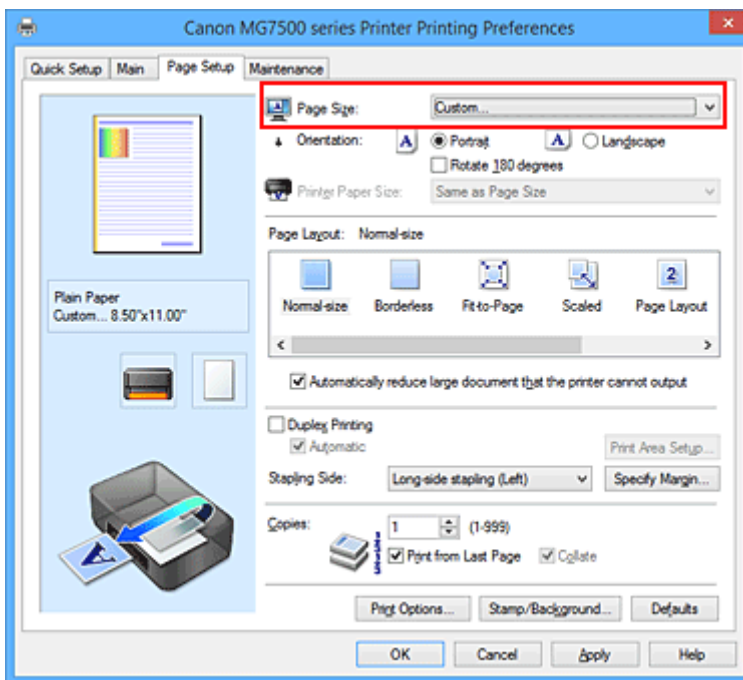 Canon MG7500 series Printer Printing Preferences
Quick Setup Main Page Setup Maintenance
Page Size: Custom...
Orientation: A Portrait A Landscape
Rotate 180 degrees
Printer Paper Size: Same as Page Size
Page Layout: Normal-size
Normal-size Borderless Fit-to-Page Scaled Page Layout
Plain Paper
Custom... 8.50"x11.00"
Automatically reduce large document that the printer cannot output
Duplex Printing
Automatic Print Area Setup...
Stapling Side: Long-side stapling (Left) Specify Margin...
Copies: 1 (1-999)
Print from Last Page Collate
Print Options... Stamp/Background... Defaults
OK Cancel Apply Help